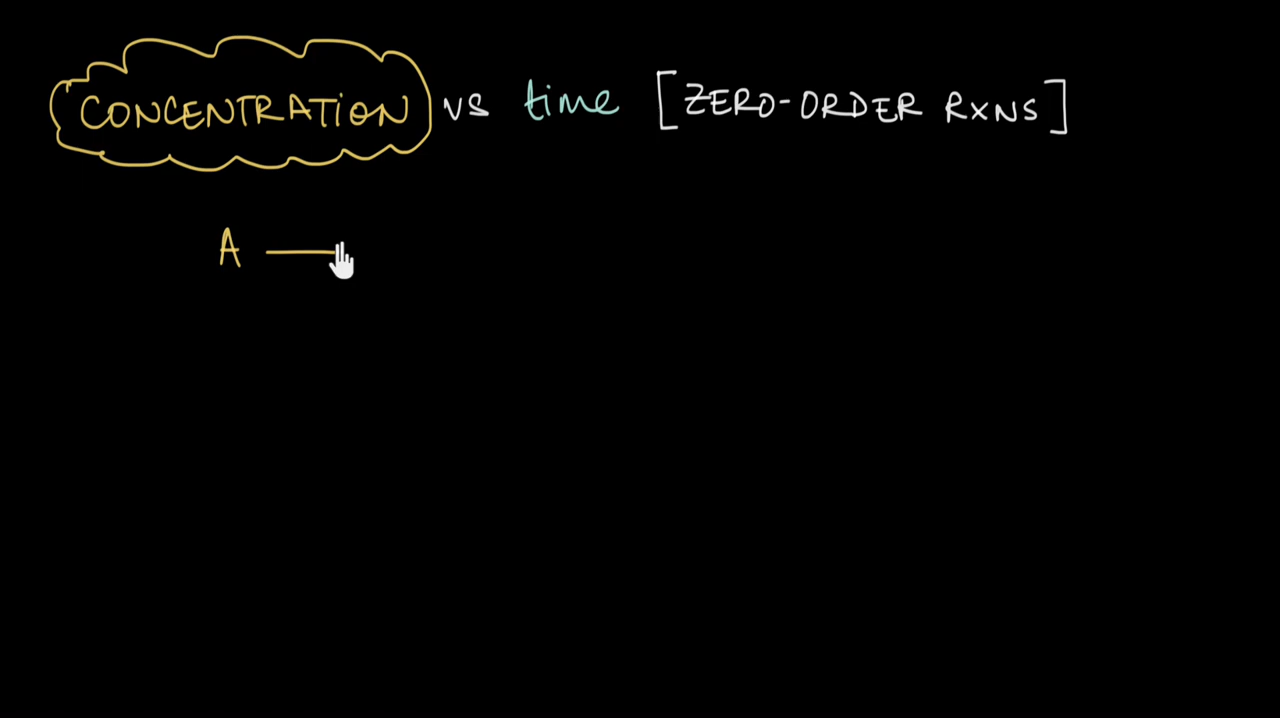 CONCENTRATION vs time [ZERO-ORDER RXNS]
A —